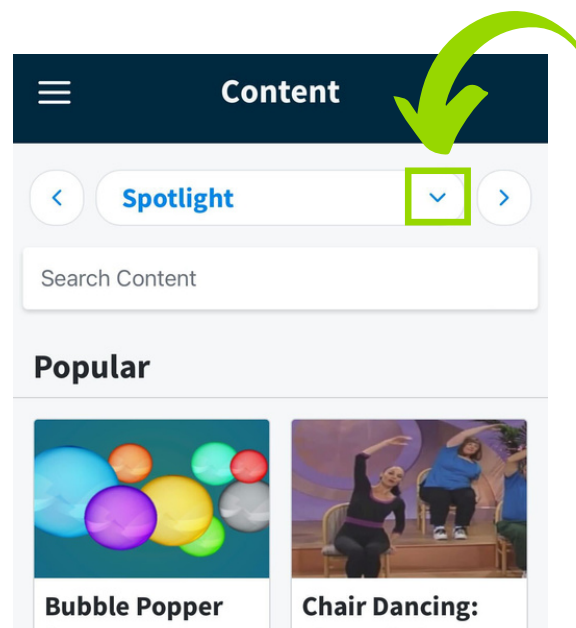 Content
Spotlight
Search Content
Popular
Bubble Popper
Chair Dancing: